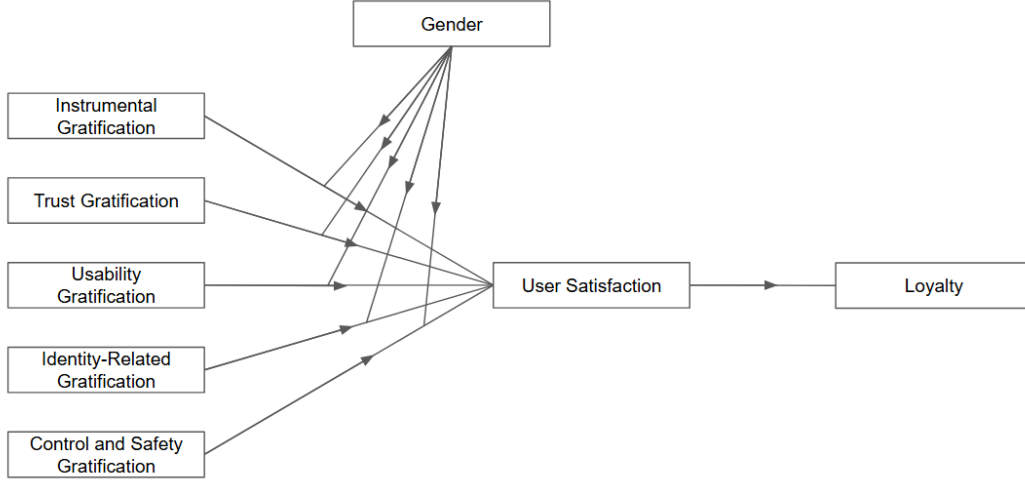 Gender
Instrumental
Gratification
Trust Gratification
Usability
Gratification
Identity-Related
Gratification
Control and Safety
Gratification
User Satisfaction
Loyalty